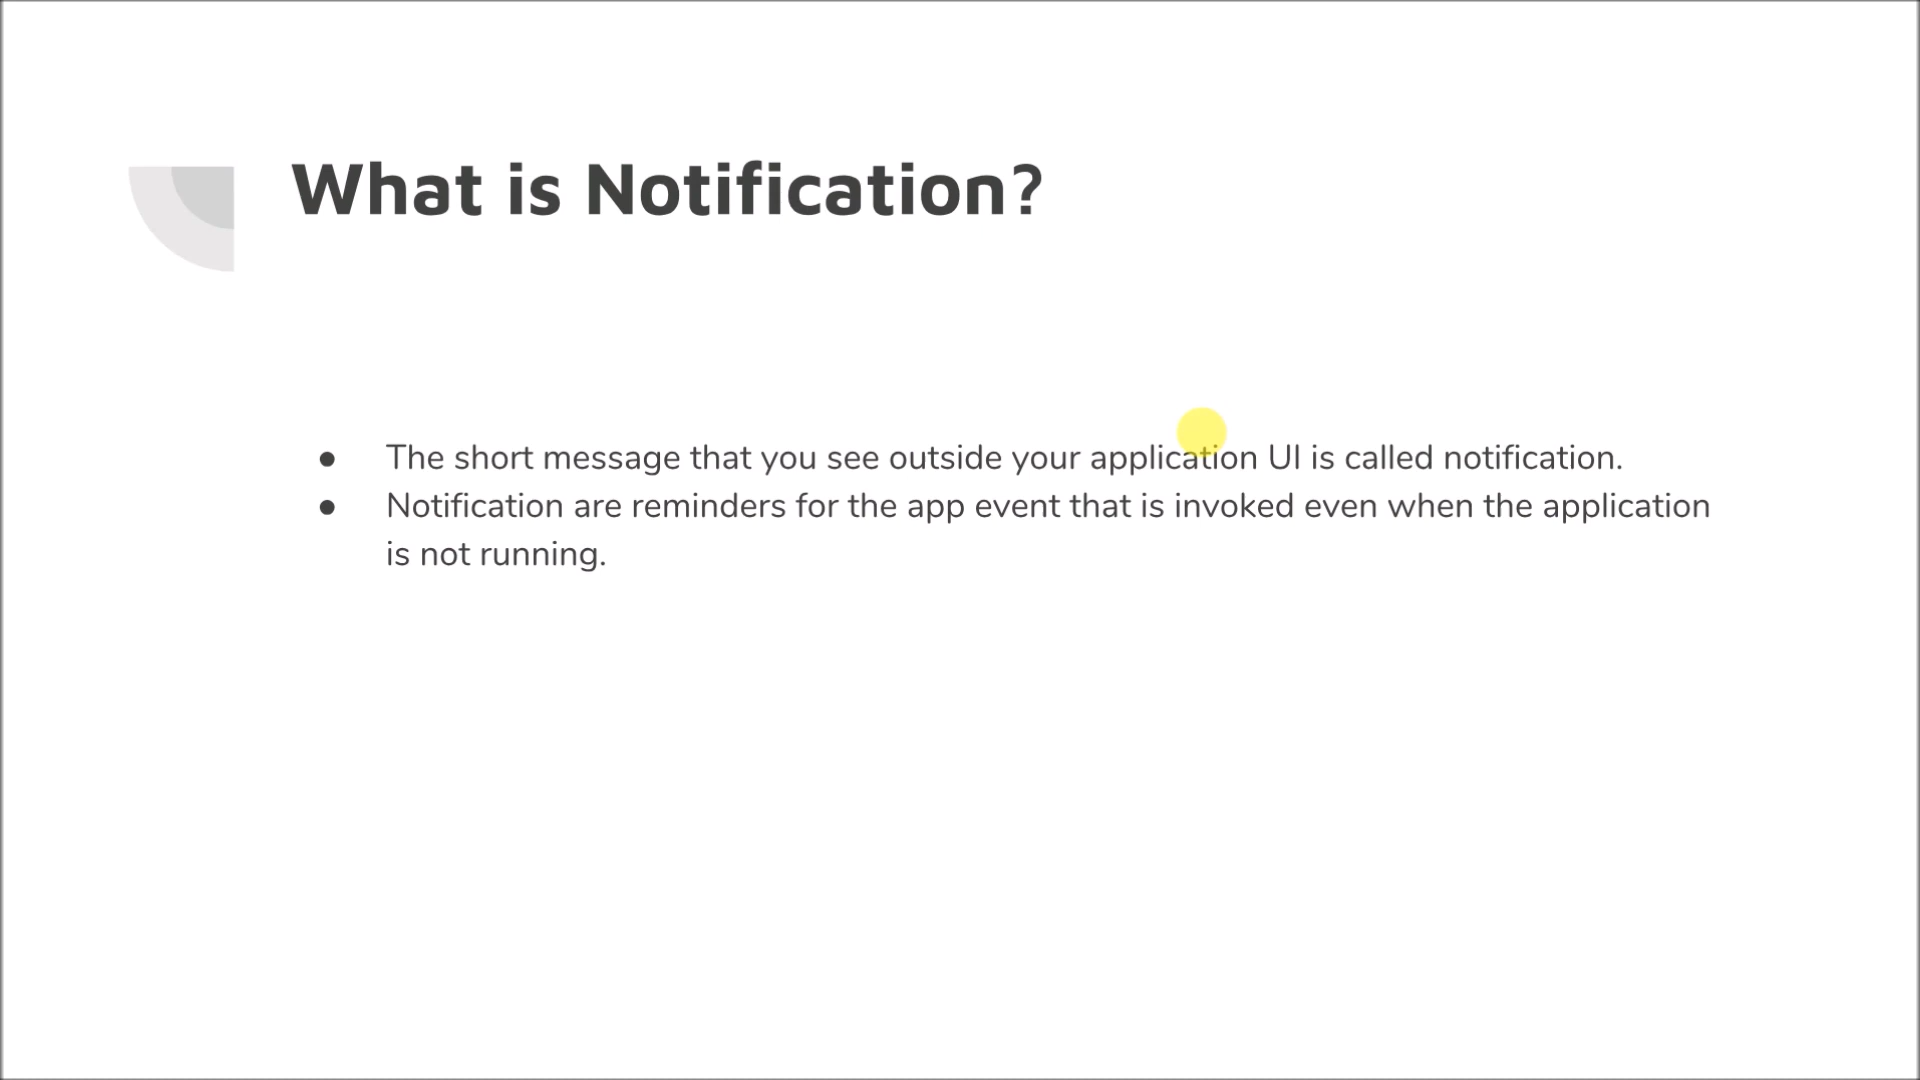 What is Notification?
● The short message that you see outside your application UI is called notification.
● Notification are reminders for the app event that is invoked even when the application
is not running.